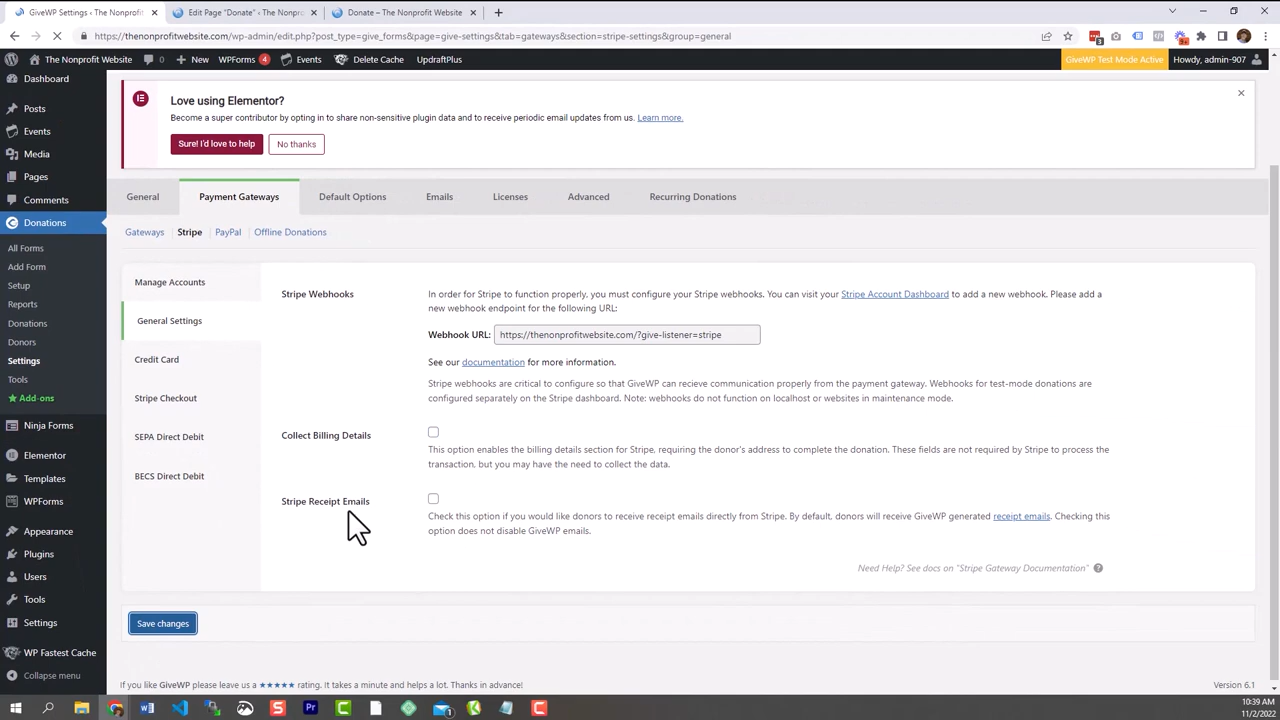 GiveWP Settings ‹ The Nonprofit
Edit Page "Donate" ‹ The Nonpro
Donate – The Nonprofit Website
https://thenonprofitwebsite.com/wp-admin/edit.php?post_type=give_forms&page=give-settings&tab=gateways&section=stripe-settings&group=general
The Nonprofit Website 0 New WPForms 4 Events Delete Cache UpdraftPlus GiveWP Test Mode Active Howdy, admin-907
Dashboard
Posts
Events
Media
Pages
Comments
Donations
All Forms
Add Form
Setup
Reports
Donations
Donors
Settings
Tools
Add-ons
Ninja Forms
Elementor
Templates
WPForms
Appearance
Plugins
Users
Tools
Settings
WP Fastest Cache
Collapse menu
Love using Elementor?
Become a super contributor by opting in to share non-sensitive plugin data and to receive periodic email updates from us. Learn more.
Sure! I'd love to help No thanks
General Payment Gateways Default Options Emails Licenses Advanced Recurring Donations
Gateways Stripe PayPal Offline Donations
Manage Accounts
General Settings
Credit Card
Stripe Checkout
SEPA Direct Debit
BECS Direct Debit
Stripe Webhooks
In order for Stripe to function properly, you must configure your Stripe webhooks. You can visit your Stripe Account Dashboard to add a new webhook. Please add a
new webhook endpoint for the following URL:
Webhook URL: https://thenonprofitwebsite.com/?give-listener=stripe
See our documentation for more information.
Stripe webhooks are critical to configure so that GiveWP can recieve communication properly from the payment gateway. Webhooks for test-mode donations are
configured separately on the Stripe dashboard. Note: webhooks do not function on localhost or websites in maintenance mode.
Collect Billing Details
This option enables the billing details section for Stripe, requiring the donor's address to complete the donation. These fields are not required by Stripe to process the
transaction, but you may have the need to collect the data.
Stripe Receipt Emails
Check this option if you would like donors to receive receipt emails directly from Stripe. By default, donors will receive GiveWP generated receipt emails. Checking this
option does not disable GiveWP emails.
Need Help? See docs on "Stripe Gateway Documentation" ?
Save changes
If you like GiveWP please leave us a ★★★★★ rating. It takes a minute and helps a lot. Thanks in advance!
Version 6.1
10:39 AM
11/2/2022